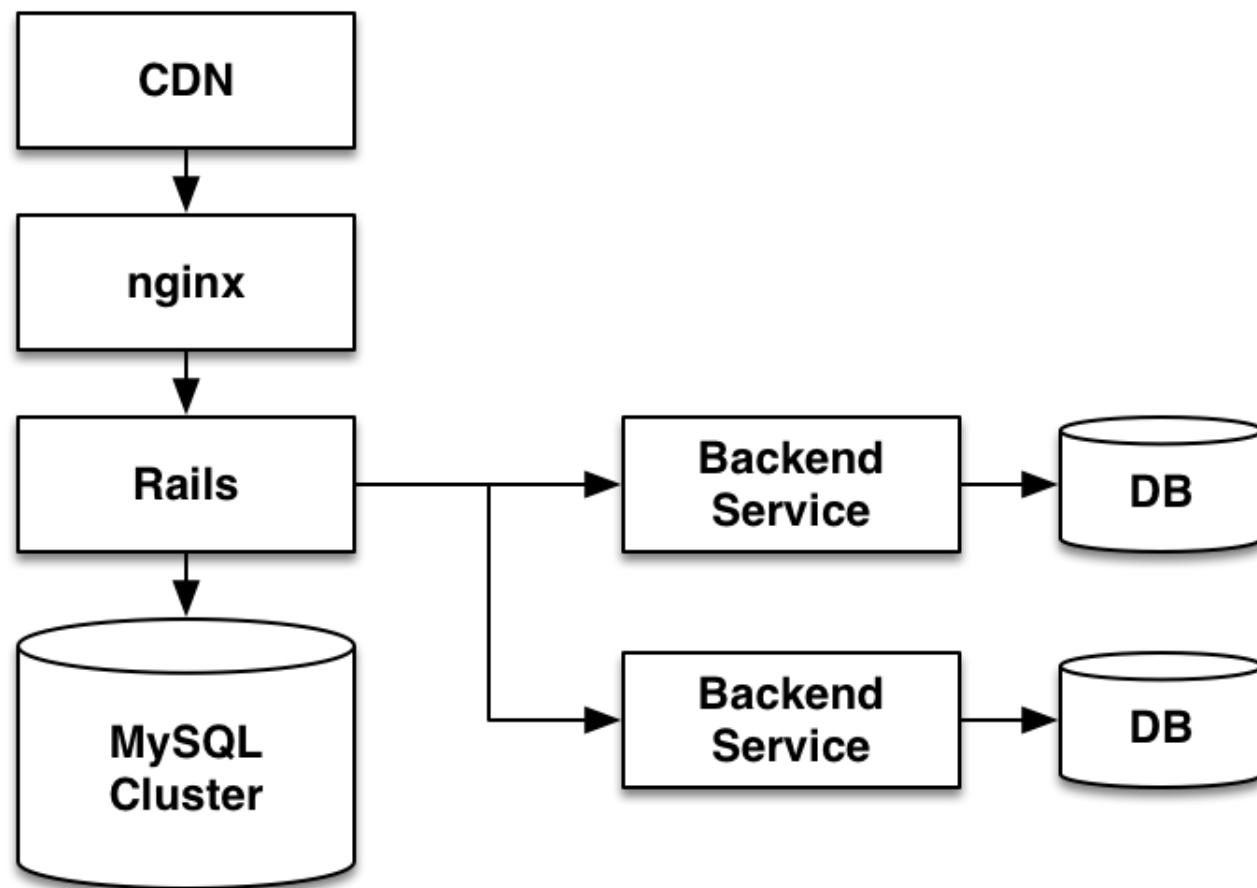 CDN
nginx
Rails
Backend
Service
DB
MySQL
Cluster
Backend
Service
DB